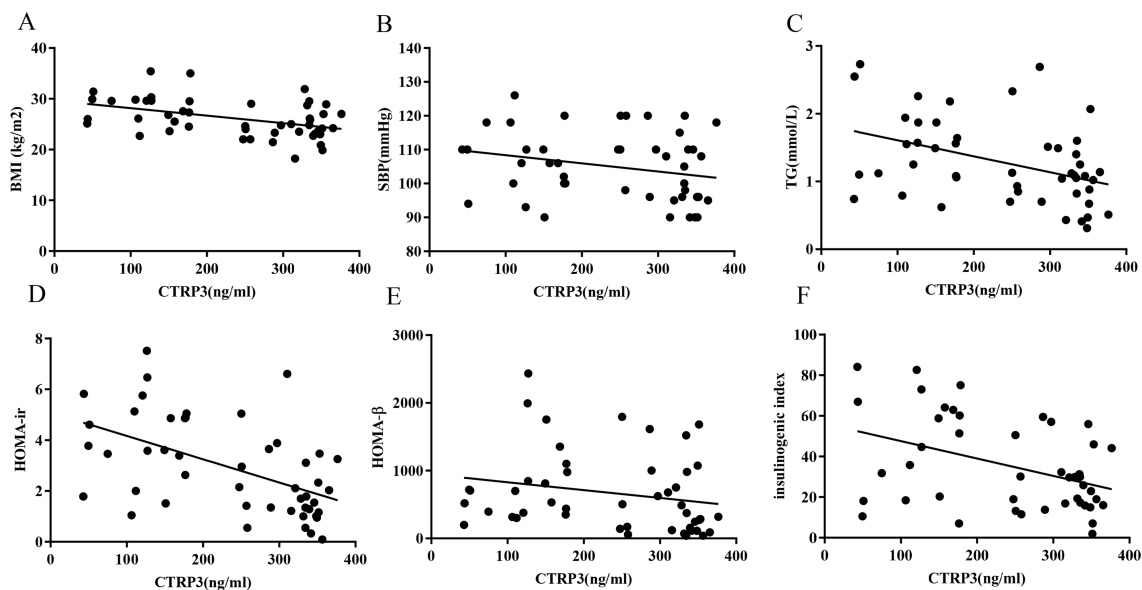 A
BMI (kg/m2)
40
30
20
10
0
0 100 200 300 400
CTRP3(ng/ml)
B
SBP(mmHg)
140
130
120
110
100
90
80
0 100 200 300 400
CTRP3(ng/ml)
C
TG(mmol/L)
3
2
1
0
0 100 200 300 400
CTRP3(ng/ml)
D
HOMA-ir
8
6
4
2
0
0 100 200 300 400
CTRP3(ng/ml)
E
HOMA-β
3000
2000
1000
500
0
0 100 200 300 400
CTRP3(ng/ml)
F
insulinogenic index
100
80
60
40
20
0
0 100 200 300 400
CTRP3(ng/ml)